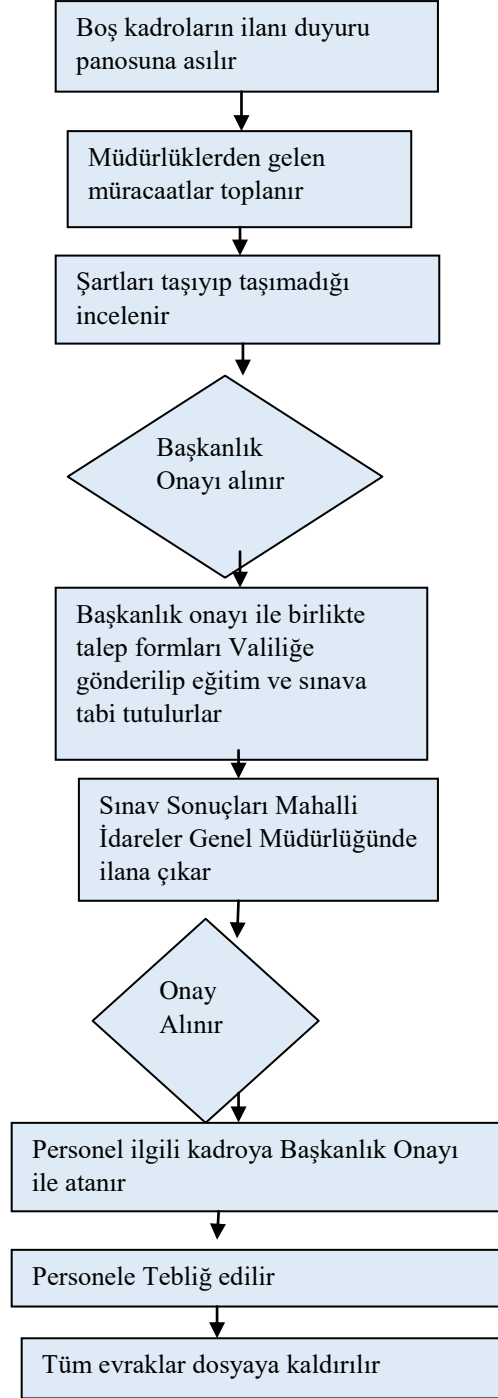 Boş kadroların ilanı duyuru
panosuna asılır
Müdürlüklerden gelen
müracaatlar toplanır
Şartları taşıyıp taşımadığı
incelenir
Başkanlık
Onayı alınır
Başkanlık onayı ile birlikte
talep formları Valiliğe
gönderilip eğitim ve sınava
tabi tutulurlar
Sınav Sonuçları Mahalli
İdareler Genel Müdürlüğünde
ilana çıkar
Onay
Alınır
Personel ilgili kadroya Başkanlık Onayı
ile atanır
Personele Tebliğ edilir
Tüm evraklar dosyaya kaldırılır